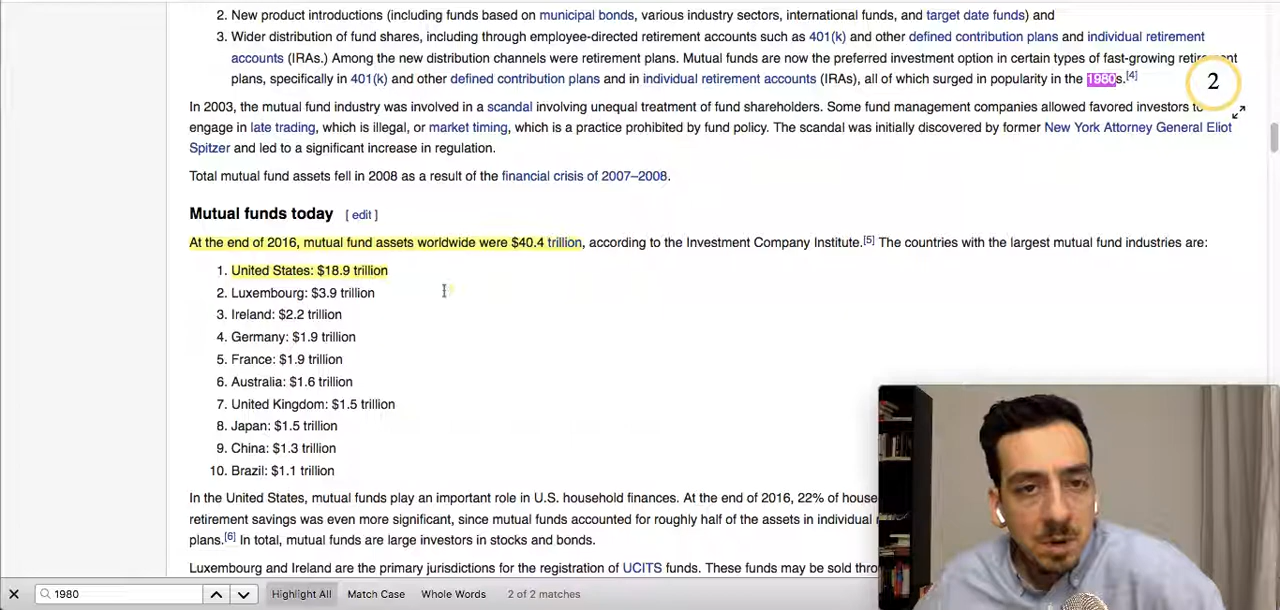 2. New product introductions (including funds based on municipal bonds, various industry sectors, international funds, and target date funds) and
3. Wider distribution of fund shares, including through employee-directed retirement accounts such as 401(k) and other defined contribution plans and individual retirement
accounts (IRAs.) Among the new distribution channels were retirement plans. Mutual funds are now the preferred investment option in certain types of fast-growing retirement
plans, specifically in 401(k) and other defined contribution plans and in individual retirement accounts (IRAs), all of which surged in popularity in the 1980s.[4]
2
In 2003, the mutual fund industry was involved in a scandal involving unequal treatment of fund shareholders. Some fund management companies allowed favored investors to
engage in late trading, which is illegal, or market timing, which is a practice prohibited by fund policy. The scandal was initially discovered by former New York Attorney General Eliot
Spitzer and led to a significant increase in regulation.
Total mutual fund assets fell in 2008 as a result of the financial crisis of 2007–2008.
Mutual funds today [ edit ]
At the end of 2016, mutual fund assets worldwide were $40.4 trillion, according to the Investment Company Institute.[5] The countries with the largest mutual fund industries are:
1. United States: $18.9 trillion
2. Luxembourg: $3.9 trillion
3. Ireland: $2.2 trillion
4. Germany: $1.9 trillion
5. France: $1.9 trillion
6. Australia: $1.6 trillion
7. United Kingdom: $1.5 trillion
8. Japan: $1.5 trillion
9. China: $1.3 trillion
10. Brazil: $1.1 trillion
In the United States, mutual funds play an important role in U.S. household finances. At the end of 2016, 22% of house
retirement savings was even more significant, since mutual funds accounted for roughly half of the assets in individual
plans.[6] In total, mutual funds are large investors in stocks and bonds.
Luxembourg and Ireland are the primary jurisdictions for the registration of UCITS funds. These funds may be sold thro
1980
Highlight All
Match Case
Whole Words
2 of 2 matches